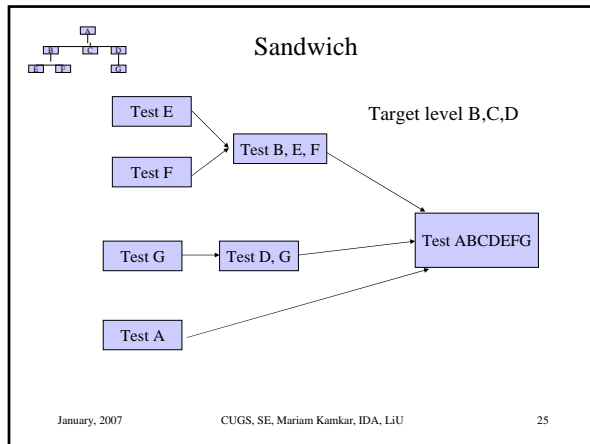 A
B C D
E F G
Sandwich
Target level B,C,D
Test E
Test F
Test B, E, F
Test G
Test D, G
Test ABCDEFG
Test A
January, 2007
CUGS, SE, Mariam Kamkar, IDA, LiU
25